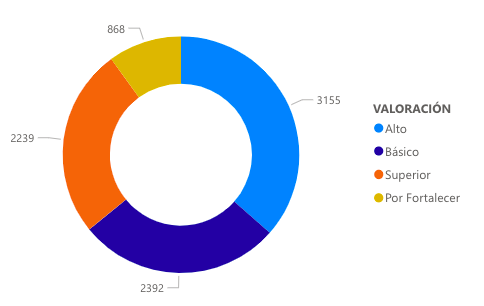 868
3155
2239
2392
VALORACIÓN
Alto
Básico
Superior
Por Fortalecer